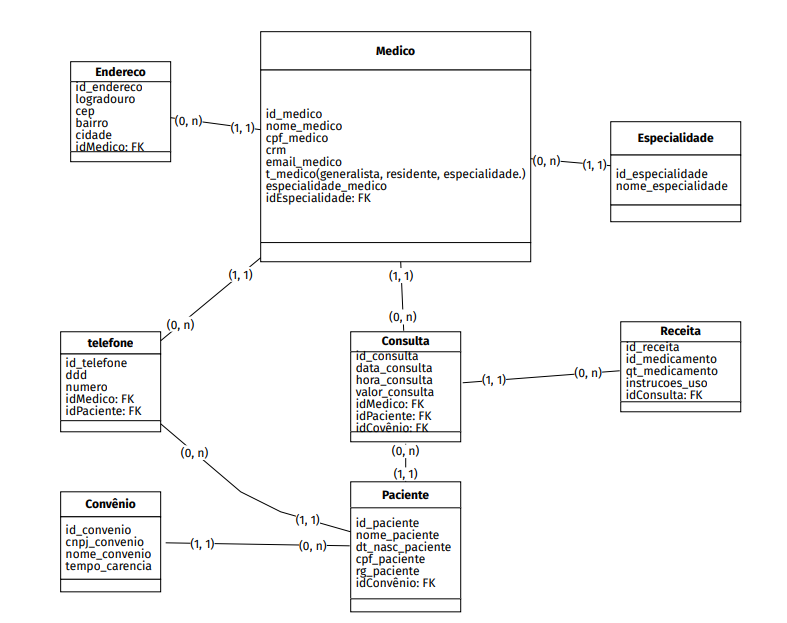 Medico
id_medico
nome_medico
cpf_medico
crm
email_medico
t_medico(generalista, residente, especialidade.)
especialidade_medico
idEspecialidade: FK
Endereco
id_endereco
logradouro
cep
bairro
cidade
idMedico: FK
(0, n)
(1, 1)
Especialidade
id_especialidade
nome_especialidade
(0, n)
(1, 1)
(1, 1)
(0, n)
(1, 1)
(0, n)
telefone
id_telefone
ddd
numero
idMedico: FK
idPaciente: FK
Consulta
id_consulta
data_consulta
hora_consulta
valor_consulta
idMedico: FK
idPaciente: FK
idCovênio: FK
(1, 1)
(0, n)
Receita
id_receita
id_medicamento
qt_medicamento
instrucoes_uso
idConsulta: FK
(0, n)
(1, 1)
(0, n)
(1, 1)
Convênio
id_convenio
cnpj_convenio
nome_convenio
tempo_carencia
(1, 1)
(0, n)
Paciente
id_paciente
nome_paciente
dt_nasc_paciente
cpf_paciente
rg_paciente
idConvênio: FK